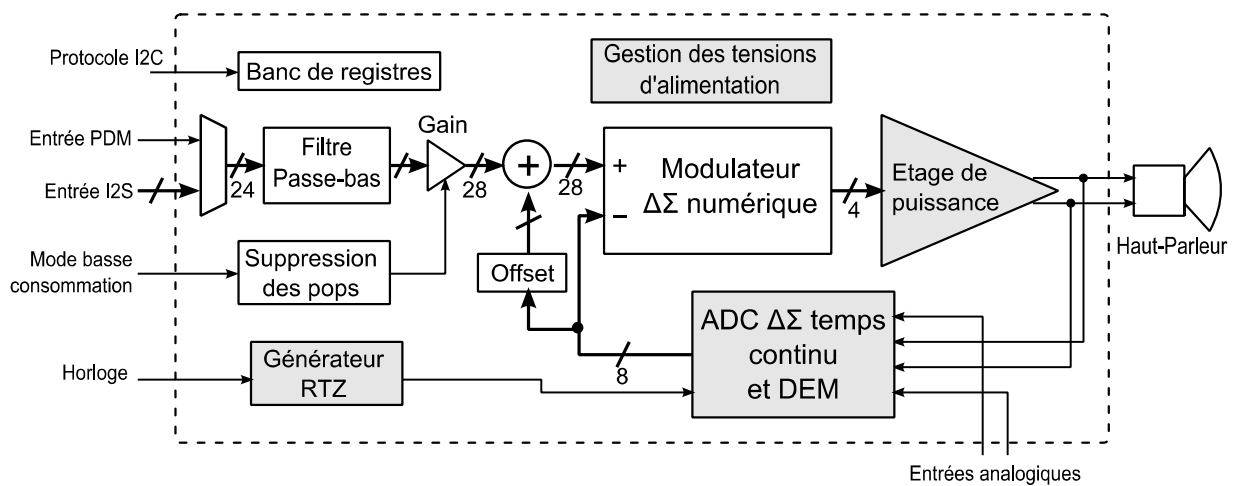 Protocole I2C
Banc de registres
Gestion des tensions
d'alimentation
Entrée PDM
Entrée I2S
24
Filtre
Passe-bas
Gain
28
+
28
+
−
Modulateur
ΔΣ numérique
4
Etage de
puissance
Haut-Parleur
Mode basse
consommation
Suppression
des pops
Offset
8
ADC ΔΣ temps
continu
et DEM
Horloge
Générateur
RTZ
Entrées analogiques